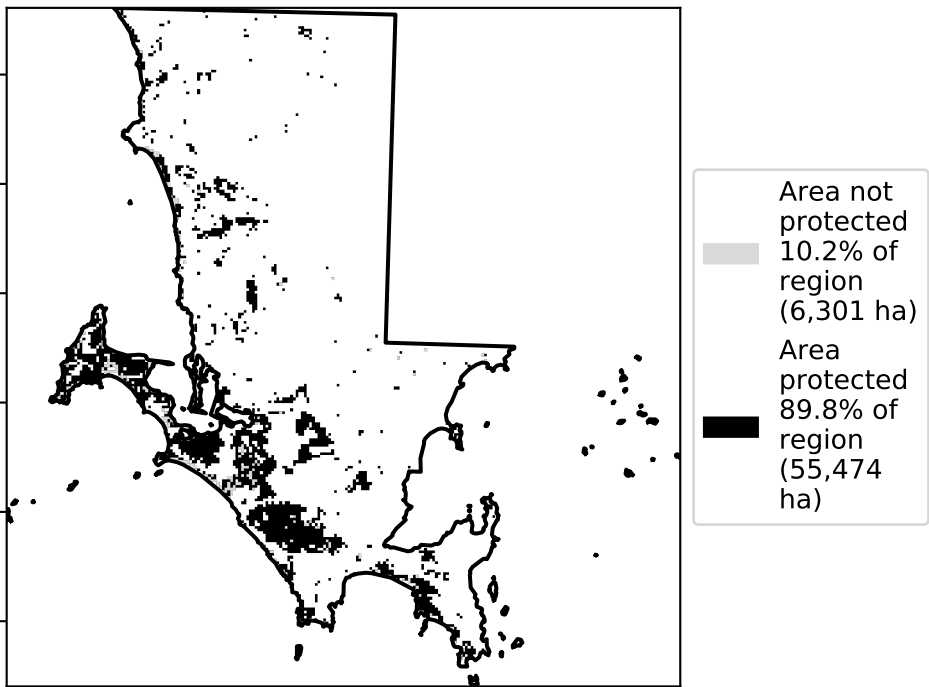 Area not
protected
10.2% of
region
(6,301 ha)
Area
protected
89.8% of
region
(55,474
ha)